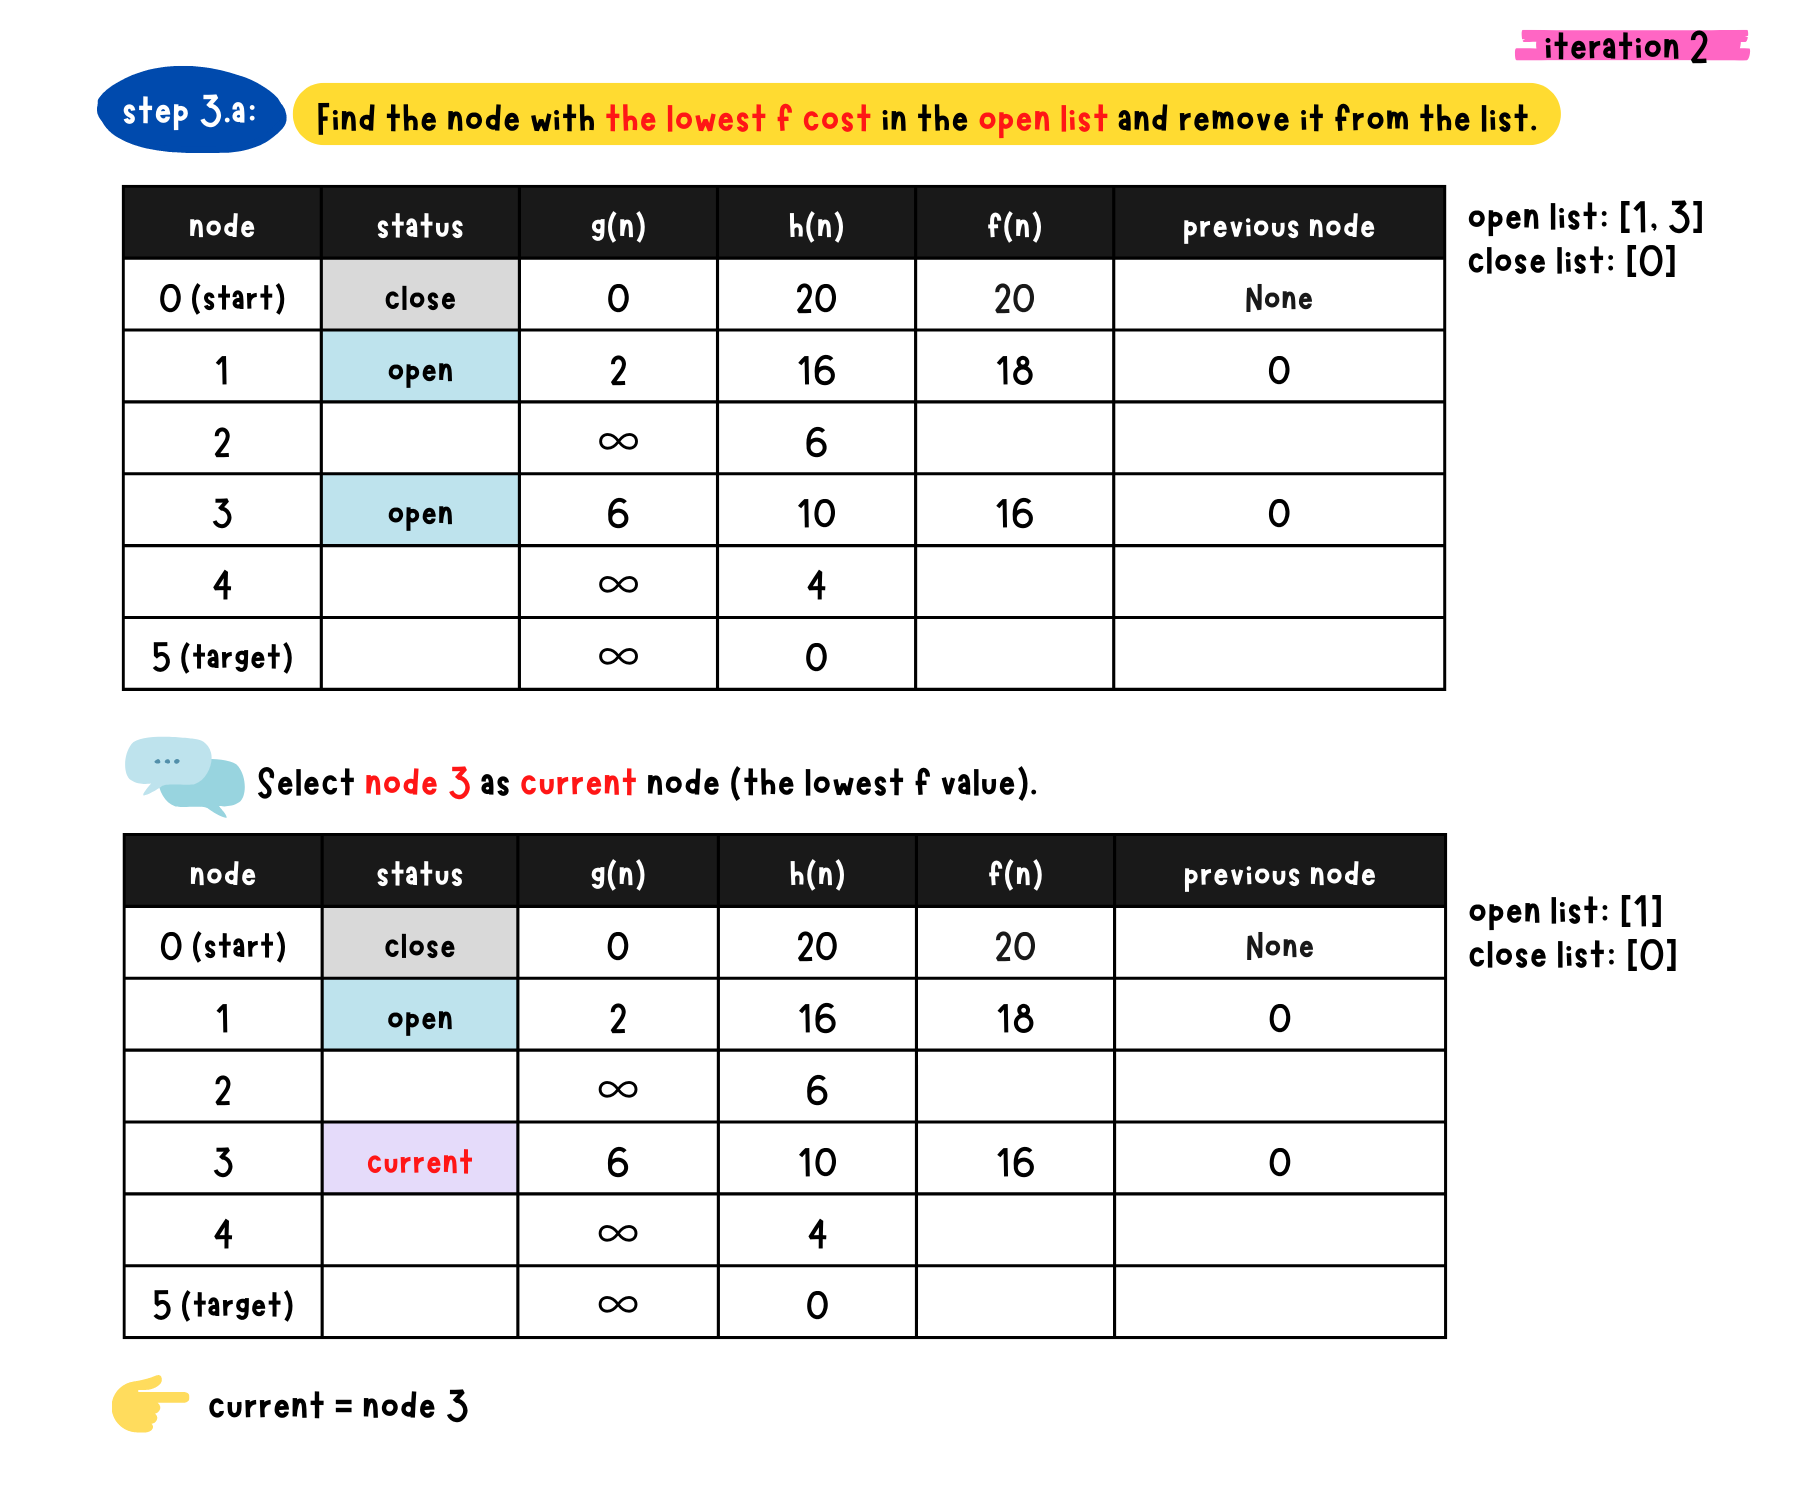 iteration 2
step 3.a:
Find the node with the lowest f cost in the open list and remove it from the list.
node status g(n) h(n) f(n) previous node
0 (start) close 0 20 20 None
1 open 2 16 18 0
2 ∞ 6
3 open 6 10 16 0
4 ∞ 4
5 (target) ∞ 0
open list: [1, 3]
close list: [0]
Select node 3 as current node (the lowest f value).
node status g(n) h(n) f(n) previous node
0 (start) close 0 20 20 None
1 open 2 16 18 0
2 ∞ 6
3 current 6 10 16 0
4 ∞ 4
5 (target) ∞ 0
open list: [1]
close list: [0]
current = node 3